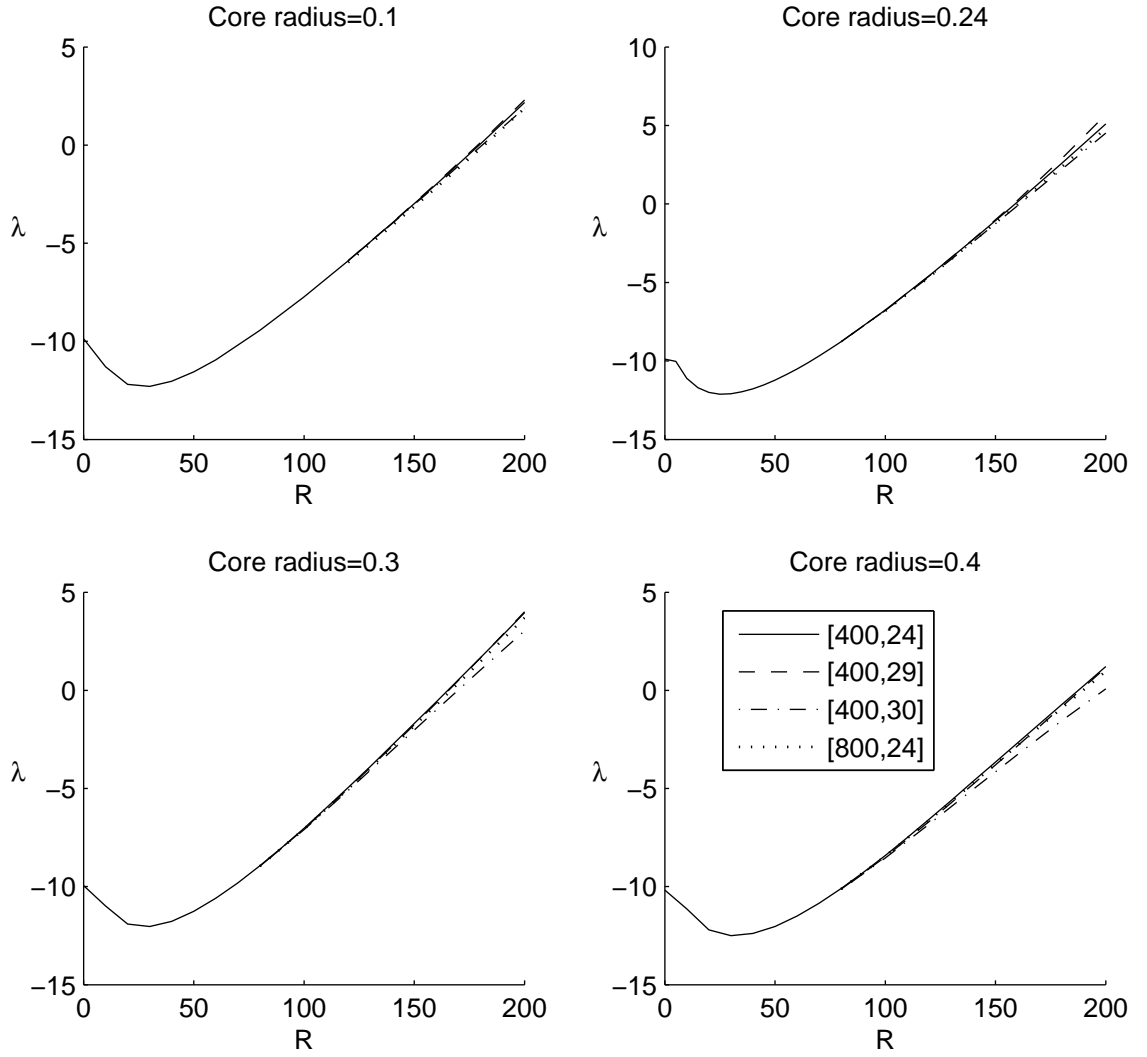 Core radius=0.1
5
0
−5
−10
−15
λ
0 50 100 150 200
R
Core radius=0.24
10
5
0
−5
−10
−15
λ
0 50 100 150 200
R
Core radius=0.3
5
0
−5
−10
−15
λ
0 50 100 150 200
R
Core radius=0.4
5
0
−5
−10
−15
λ
0 50 100 150 200
R
[400,24]
[400,29]
[400,30]
[800,24]